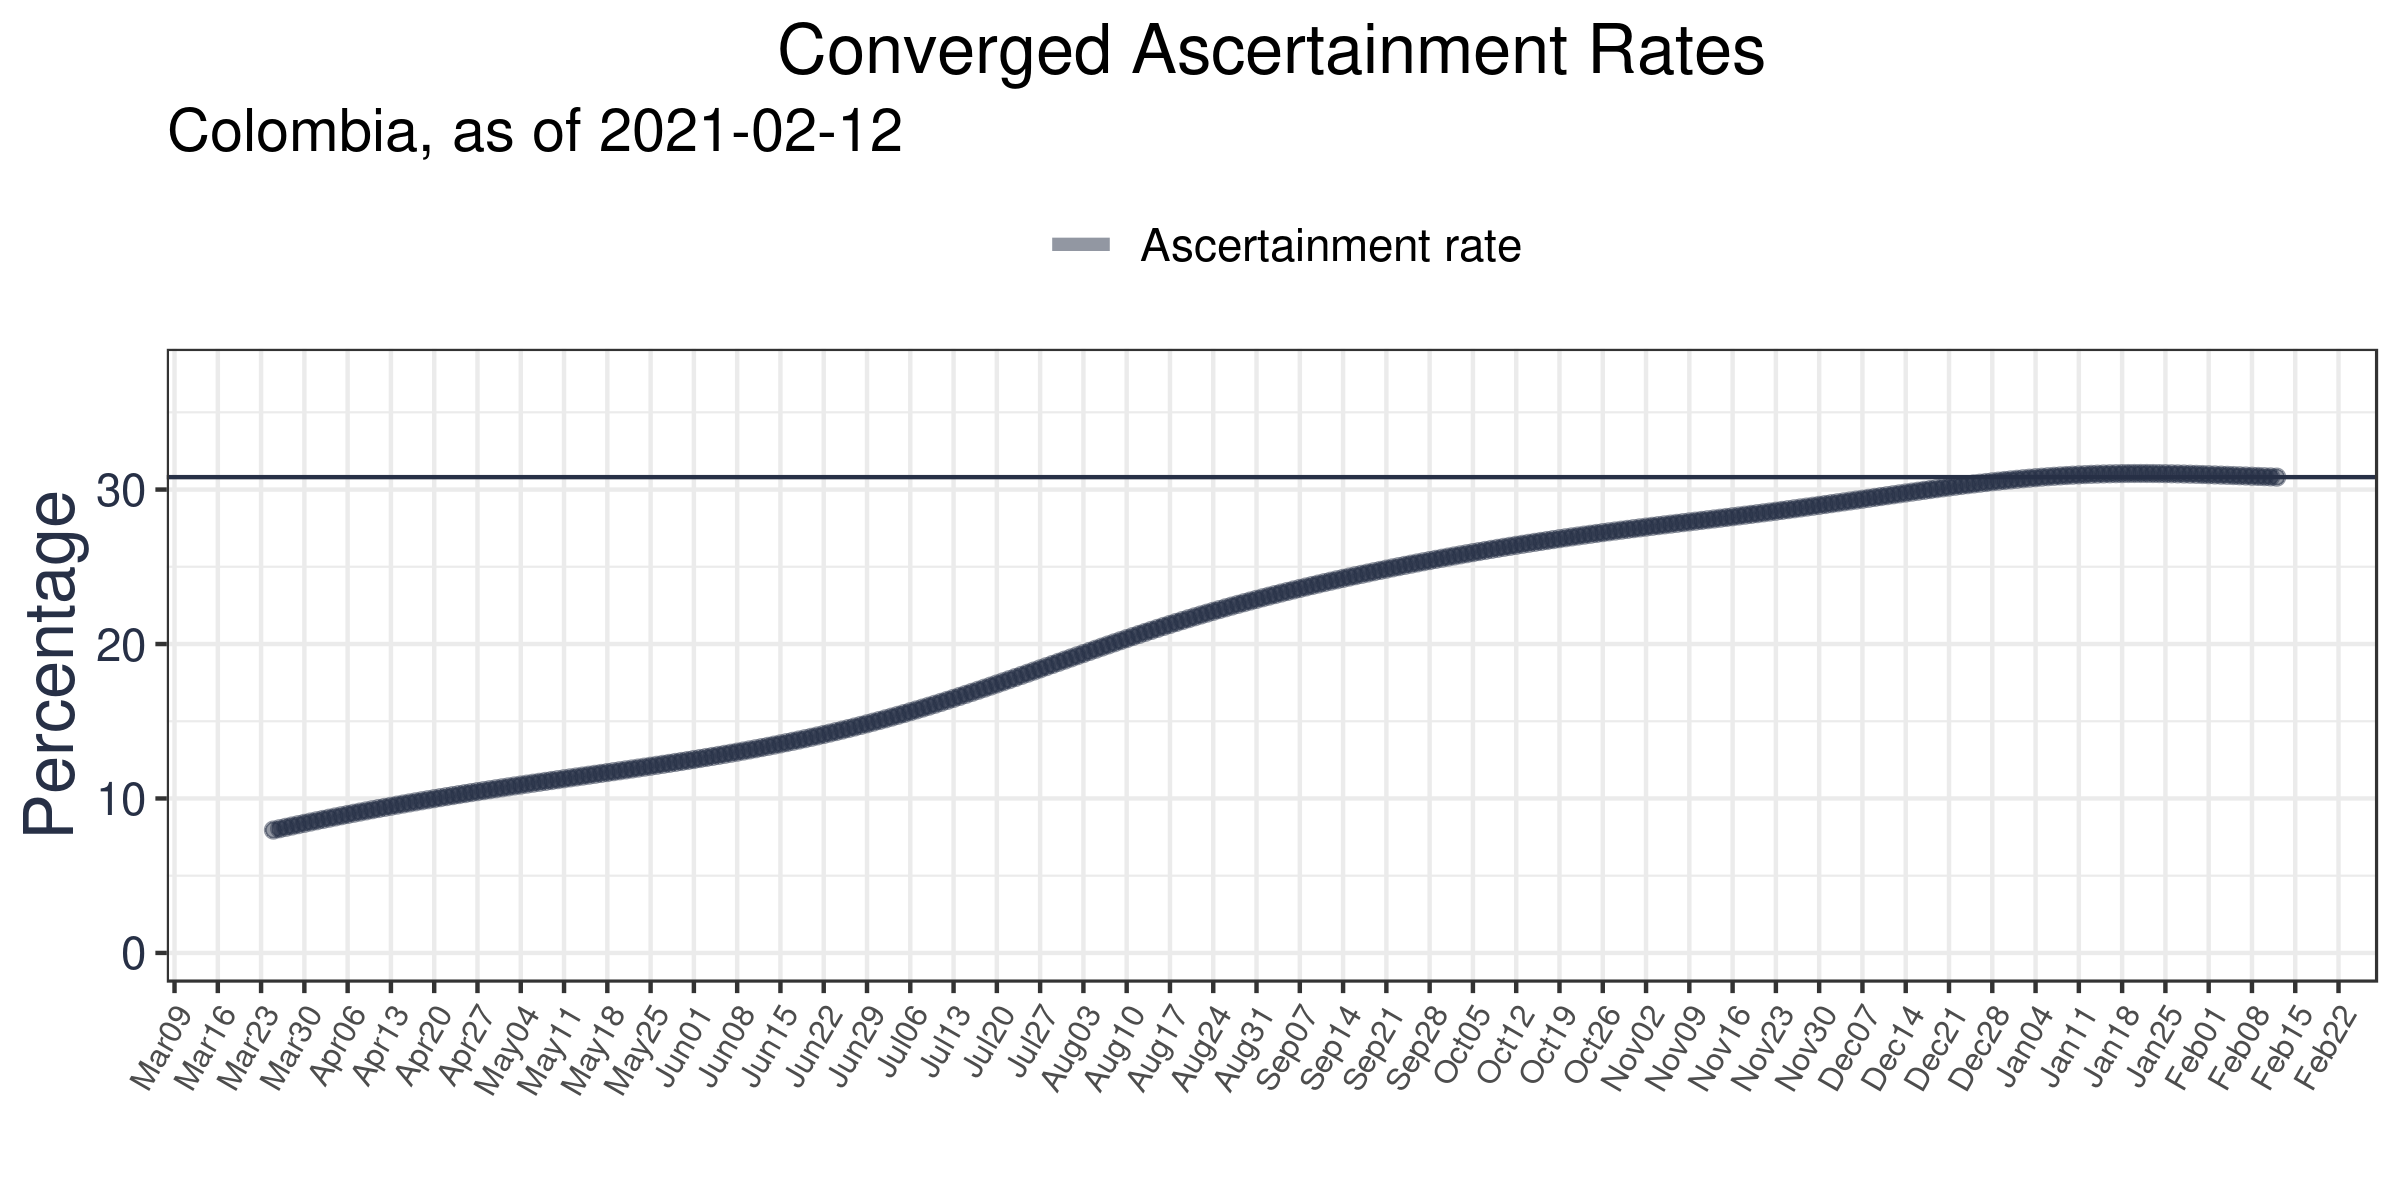 Converged Ascertainment Rates
Colombia, as of 2021-02-12
Ascertainment rate
Percentage
30
20
10
0
Mar09 Mar16 Mar23 Mar30 Apr06 Apr13 Apr20 Apr27 May04 May11 May18 May25 Jun01 Jun08 Jun15 Jun22 Jun29 Jul06 Jul13 Jul20 Jul27 Aug03 Aug10 Aug17 Aug24 Aug31 Sep07 Sep14 Sep21 Sep28 Oct05 Oct12 Oct19 Oct26 Nov02 Nov09 Nov16 Nov23 Nov30 Dec07 Dec14 Dec21 Dec28 Jan04 Jan11 Jan18 Jan25 Feb01 Feb08 Feb15 Feb22